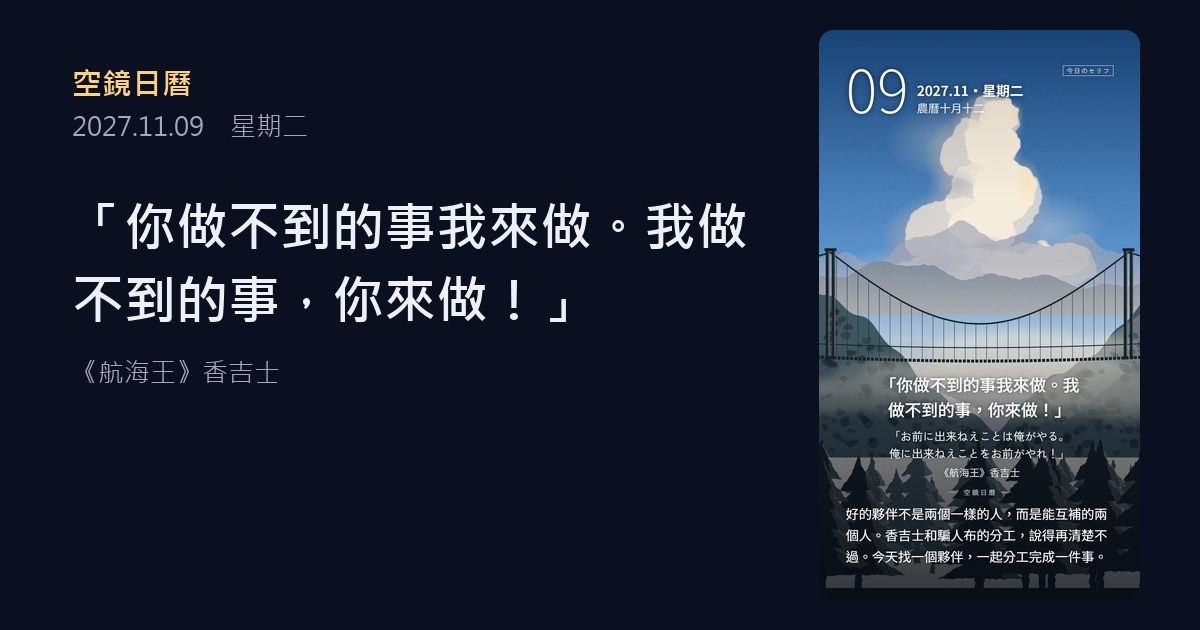 空鏡日曆
2027.11.09 星期二
「你做不到的事我來做。我做
不到的事，你來做！」
《航海王》香吉士
09
2027.11・星期二
農曆十月十二
今日のセリフ
「你做不到的事我來做。我
做不到的事，你來做！」
「お前に出来ねえことは俺がやる。
俺に出来ねえことをお前がやれ！」
《航海王》香吉士
空鏡日曆
好的夥伴不是兩個一樣的人，而是能互補的兩
個人。香吉士和騙人布的分工，說得再清楚不
過。今天找一個夥伴，一起分工完成一件事。